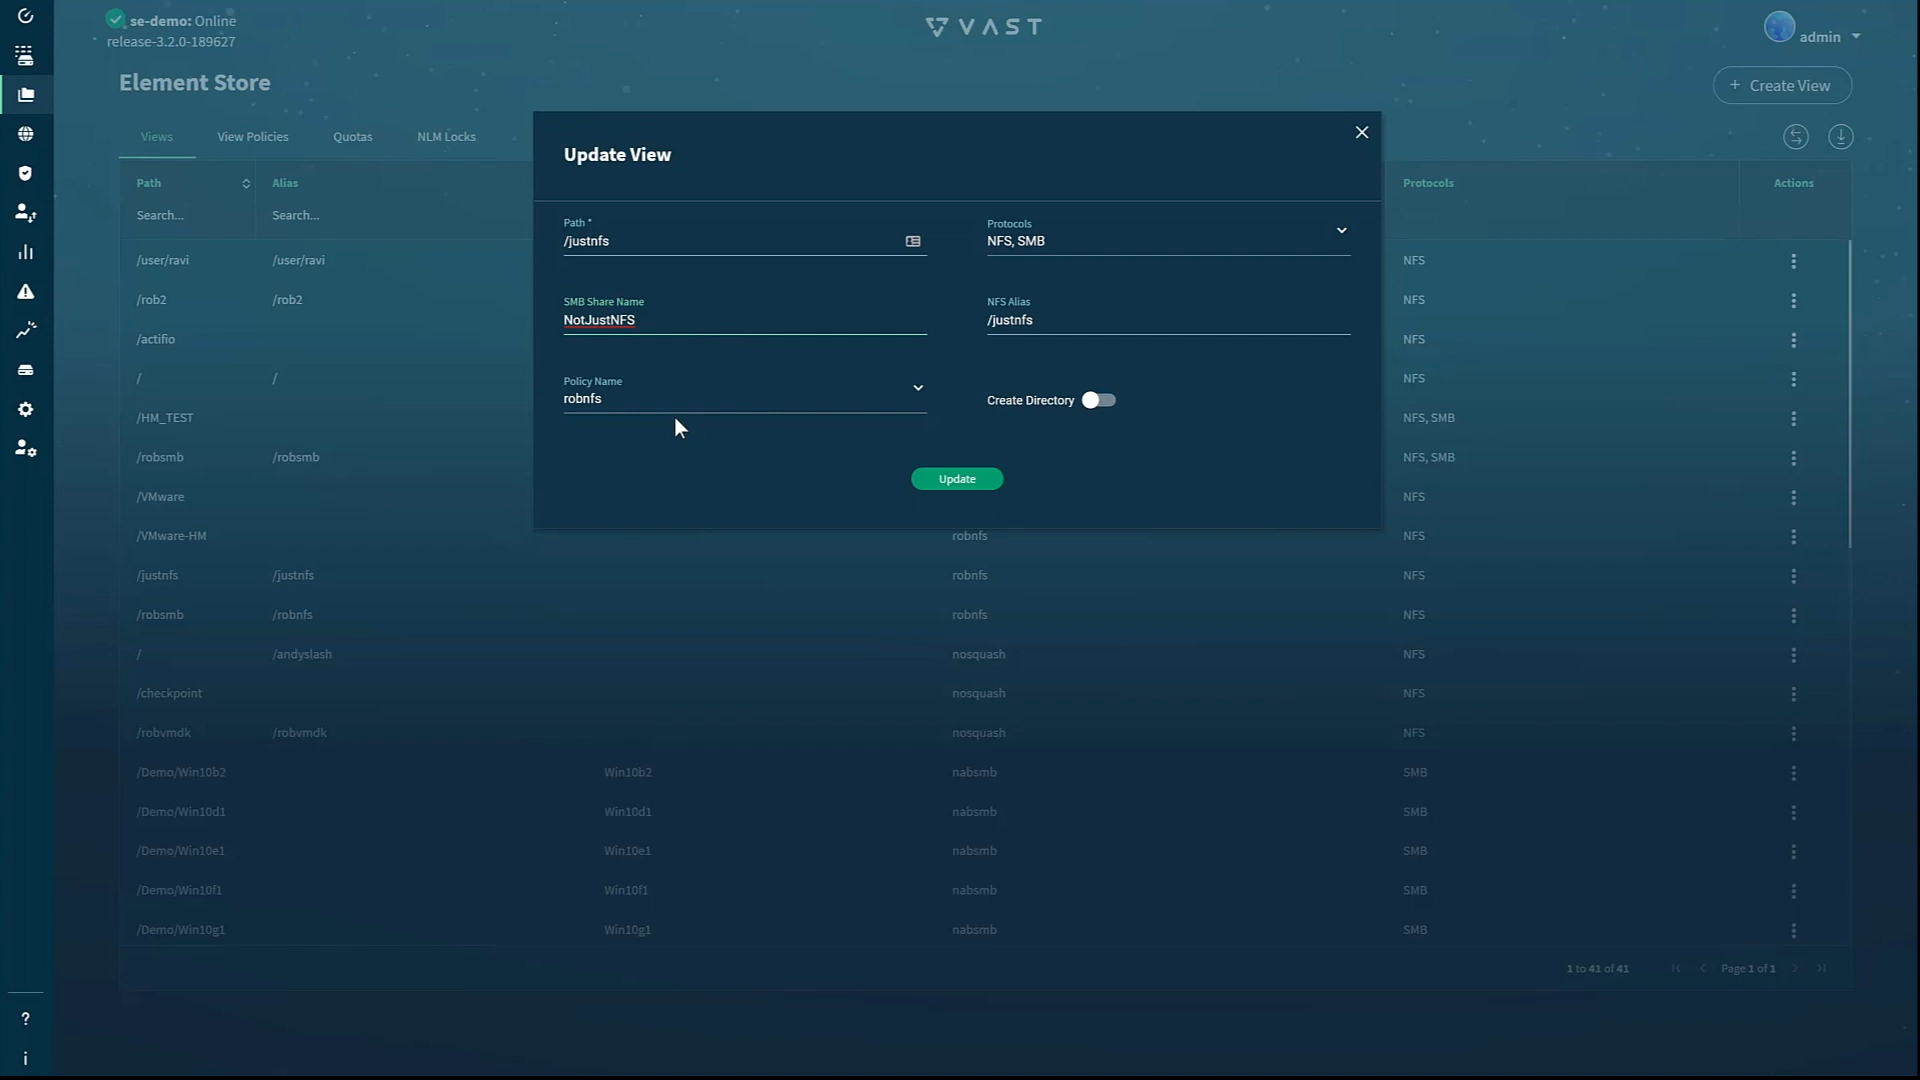 se-demo: Online
release-3.2.0-189627
VAST
admin
Element Store
+ Create View
Views View Policies Quotas NLM Locks
Path Alias Protocols Actions
Search... Search...
/user/ravi /user/ravi NFS
/rob2 /rob2 NFS
/actifio NFS
/ / NFS
/HM_TEST NFS, SMB
/robsmb /robsmb NFS, SMB
/VMware NFS
/VMware-HM robnfs NFS
/justnfs /justnfs robnfs NFS
/robsmb /robnfs robnfs NFS
/ /andyslash nosquash NFS
/checkpoint nosquash NFS
/robvmdk /robvmdk nosquash NFS
/Demo/Win10b2 Win10b2 nabsmb SMB
/Demo/Win10d1 Win10d1 nabsmb SMB
/Demo/Win10e1 Win10e1 nabsmb SMB
/Demo/Win10f1 Win10f1 nabsmb SMB
/Demo/Win10g1 Win10g1 nabsmb SMB
1 to 41 of 41 Page 1 of 1
Update View
Path * Protocols
/justnfs NFS, SMB
SMB Share Name NFS Alias
NotJustNFS /justnfs
Policy Name
robnfs Create Directory
Update
?
i